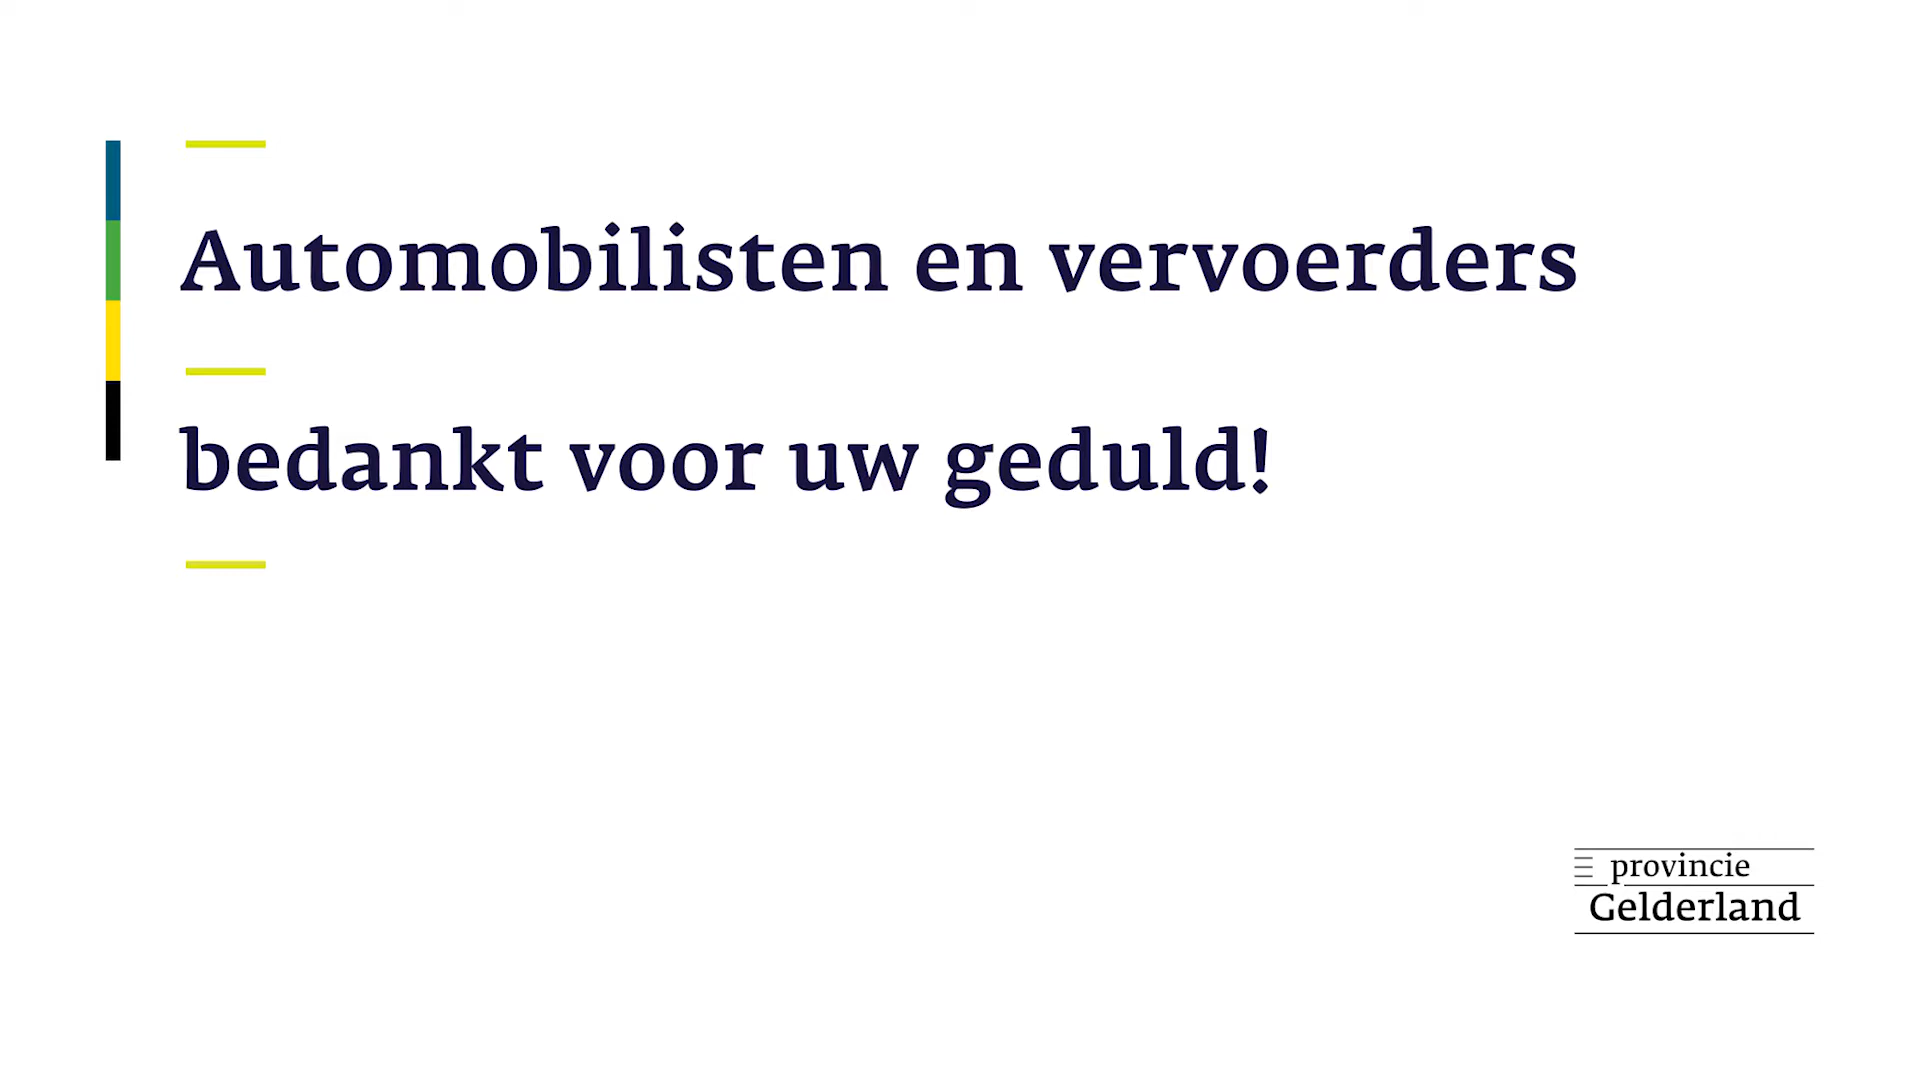 Automobilisten en vervoerders
bedankt voor uw geduld!
provincie
Gelderland